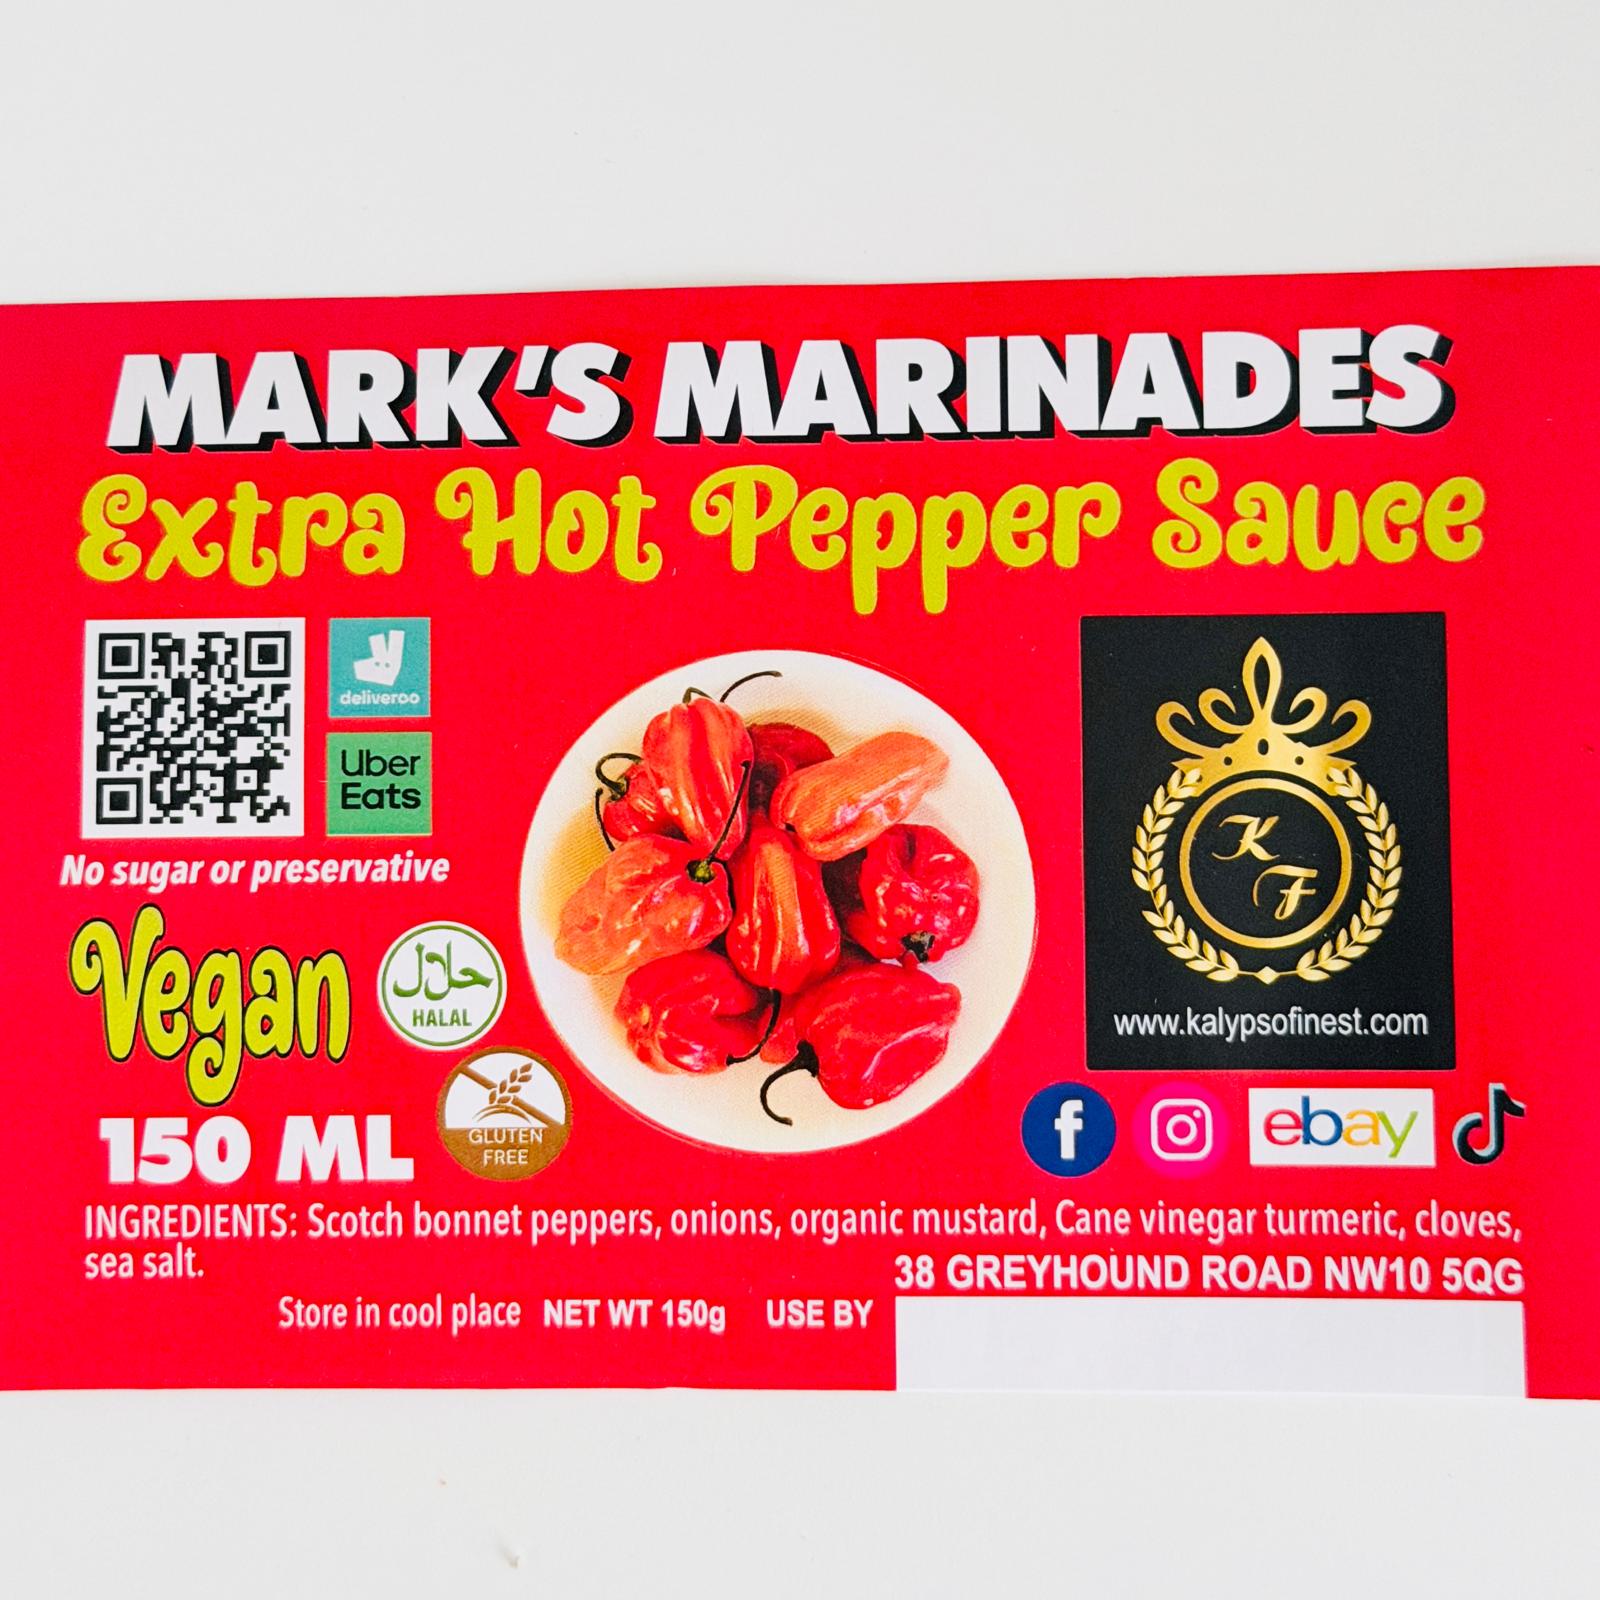 MARK'S MARINADES
Extra Hot Pepper Sauce
deliveroo
Uber
Eats
No sugar or preservative
Vegan
حلال
HALAL
GLUTEN
FREE
150 ML
K
F
www.kalypsofinest.com
f
ebay
INGREDIENTS: Scotch bonnet peppers, onions, organic mustard, Cane vinegar turmeric, cloves,
sea salt.
38 GREYHOUND ROAD NW10 5QG
Store in cool place NET WT 150g USE BY